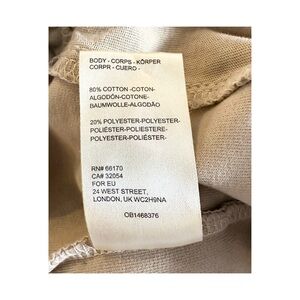 BODY - CORPS - KÖRPER
CORPR - CUERO -
80% COTTON -COTON-
ALGODÓN-COTONE-
BAUMWOLLE-ALGODÃO
20% POLYESTER-POLYESTER-
POLIÉSTER-POLIESTERE-
POLYESTER-POLIÉSTER-
RN# 66170
CA# 32054
FOR EU
24 WEST STREET,
LONDON, UK WC2H9NA
OB1468376